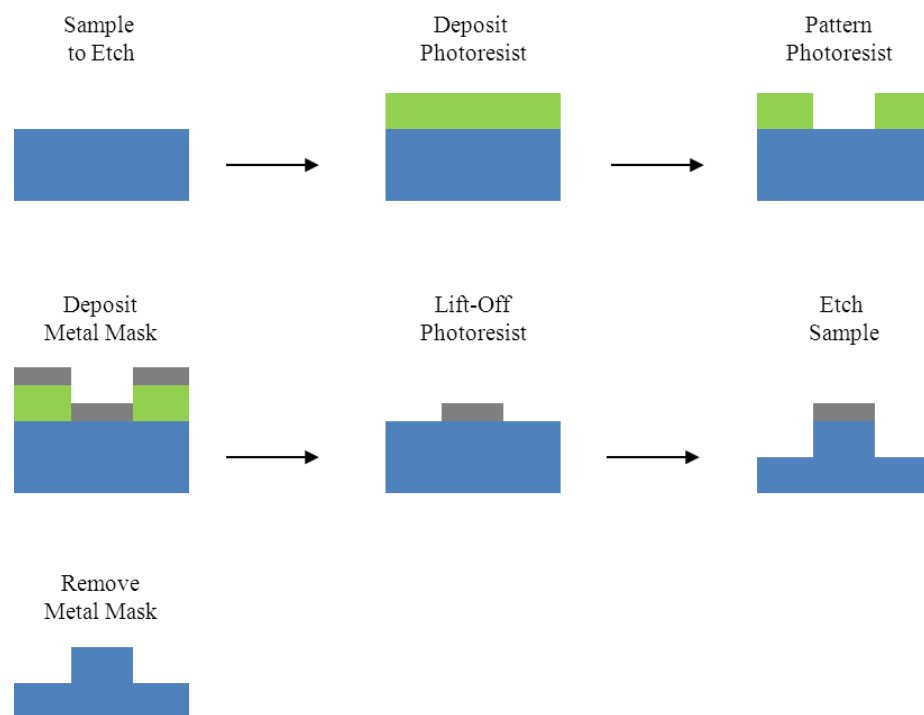 Sample
to Etch
Deposit
Photoresist
Pattern
Photoresist
Deposit
Metal Mask
Lift-Off
Photoresist
Etch
Sample
Remove
Metal Mask